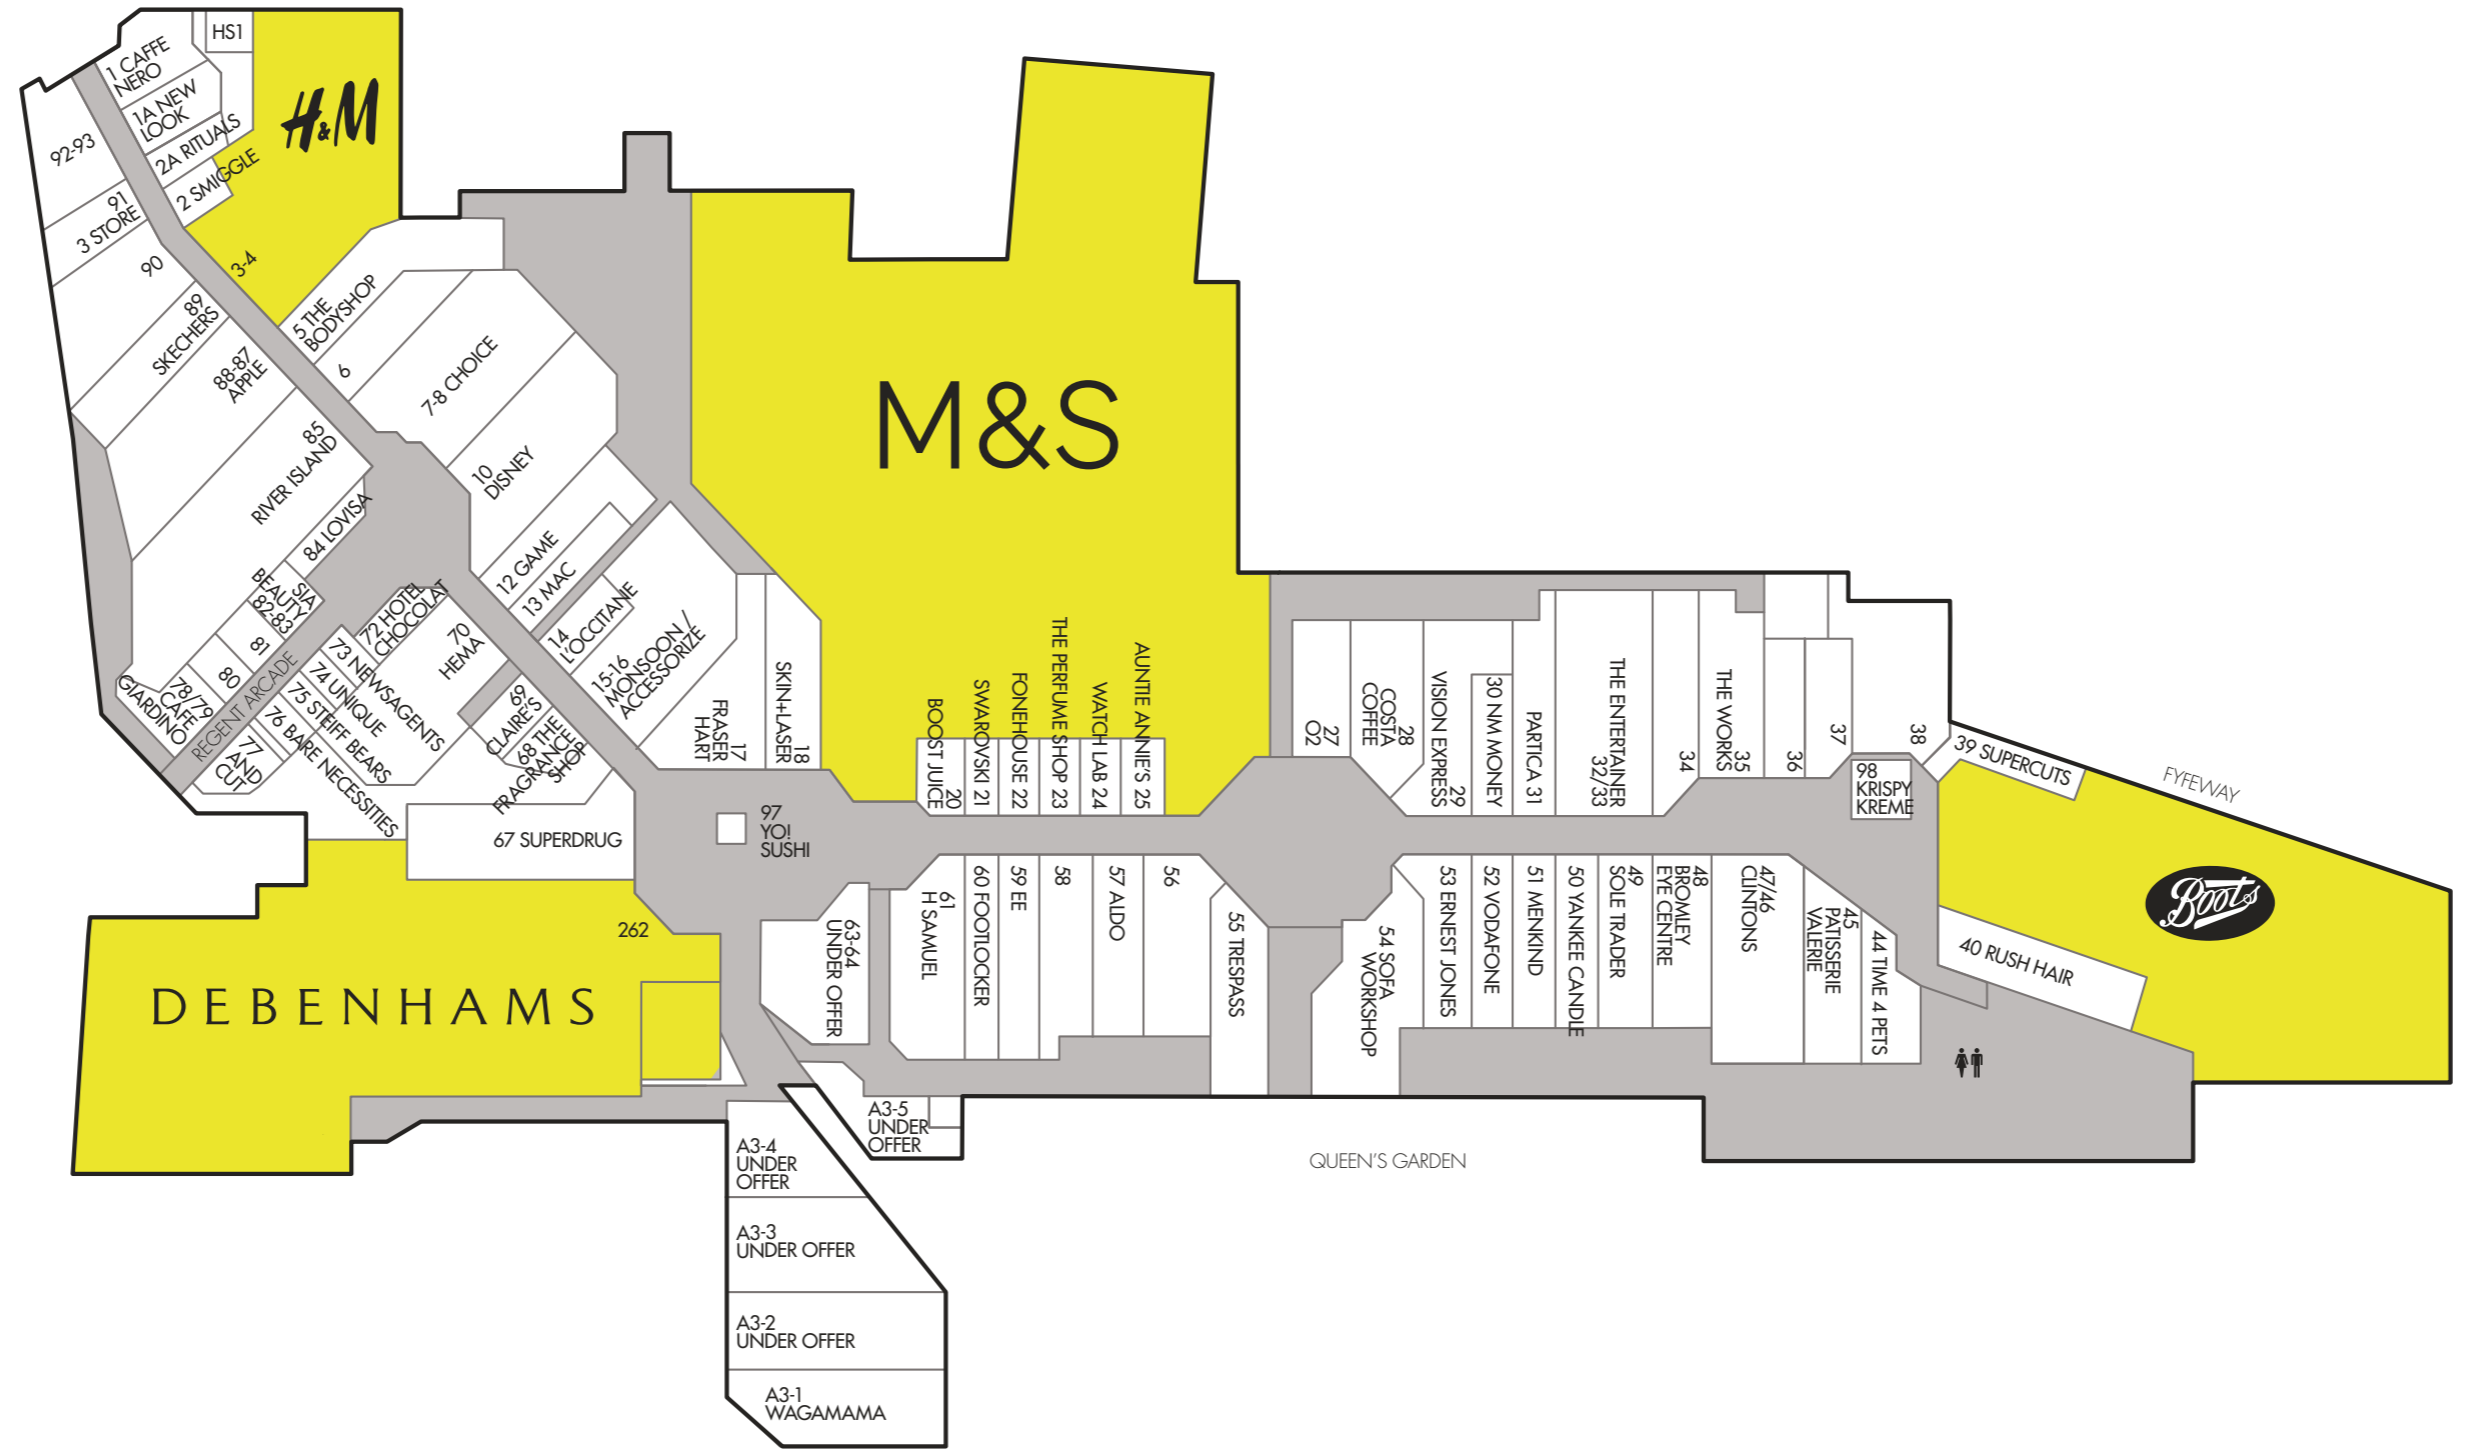 HS1
1 CAFFE
NERO
1A NEW
LOOK
2A RITUALS
2 SMIGGLE
H&M
3-4
92-93
91
3 STORE
90
89
SKECHERS
88-87
APPLE
85
RIVER ISLAND
84 LOVISA
SIA
BEAUTY
82-83
81
80
78/79
CAFE
GIARDINO
REGENT ARCADE
77 AND
CUT
76 BARE NECESSITIES
75 STEIFF BEARS
74 UNIQUE
73 NEWSAGENTS
72 HOTEL
CHOCOLAT
70
HEMA
69
CLAIRE'S
68 THE
FRAGRANCE
SHOP
67 SUPERDRUG
5 THE
BODYSHOP
6
7-8 CHOICE
10
DISNEY
12 GAME
13 MAC
14
L'OCCITANE
15-16
MONSOON /
ACCESSORIZE
17
FRASER
HART
18
SKIN+LASER
M&S
20
BOOST JUICE
SWAROVSKI 21
FONEHOUSE 22
THE PERFUME SHOP 23
WATCH LAB 24
AUNTIE ANNIE'S 25
27
O2
28
COSTA
COFFEE
29
VISION EXPRESS
30 NM MONEY
PARTICA 31
THE ENTERTAINER
32/33
34
35
THE WORKS
36
37
38
98
KRISPY
KREME
39 SUPERCUTS
FYFEWAY
Boots
40 RUSH HAIR
97
YO!
SUSHI
262
DEBENHAMS
63-64
UNDER OFFER
61
H SAMUEL
60 FOOTLOCKER
59 EE
58
57 ALDO
56
55 TRESPASS
54 SOFA
WORKSHOP
53 ERNEST JONES
52 VODAFONE
51 MENKIND
50 YANKEE CANDLE
49
SOLE TRADER
48
BROMLEY
EYE CENTRE
47/46
CLINTONS
45
PATISSERIE
VALERIE
44 TIME 4 PETS
A3-5
UNDER
OFFER
A3-4
UNDER
OFFER
A3-3
UNDER OFFER
A3-2
UNDER OFFER
A3-1
WAGAMAMA
QUEEN'S GARDEN